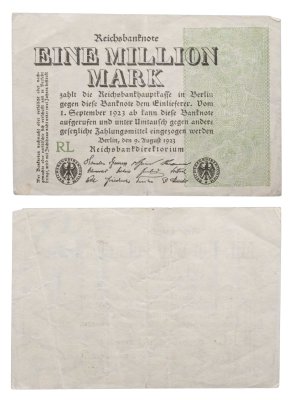 Reichsbanknote
EINE MILLION
MARK
zahlt die Reichsbankhauptkasse in Berlin
gegen diese Banknote dem Einlieferer. Vom
1. September 1923 ab kann diese Banknote
aufgerufen und unter Umtausch gegen andere
gesetzliche Zahlungsmittel eingezogen werden
Berlin, den 9. August 1923
Reichsbankdirektorium
RL